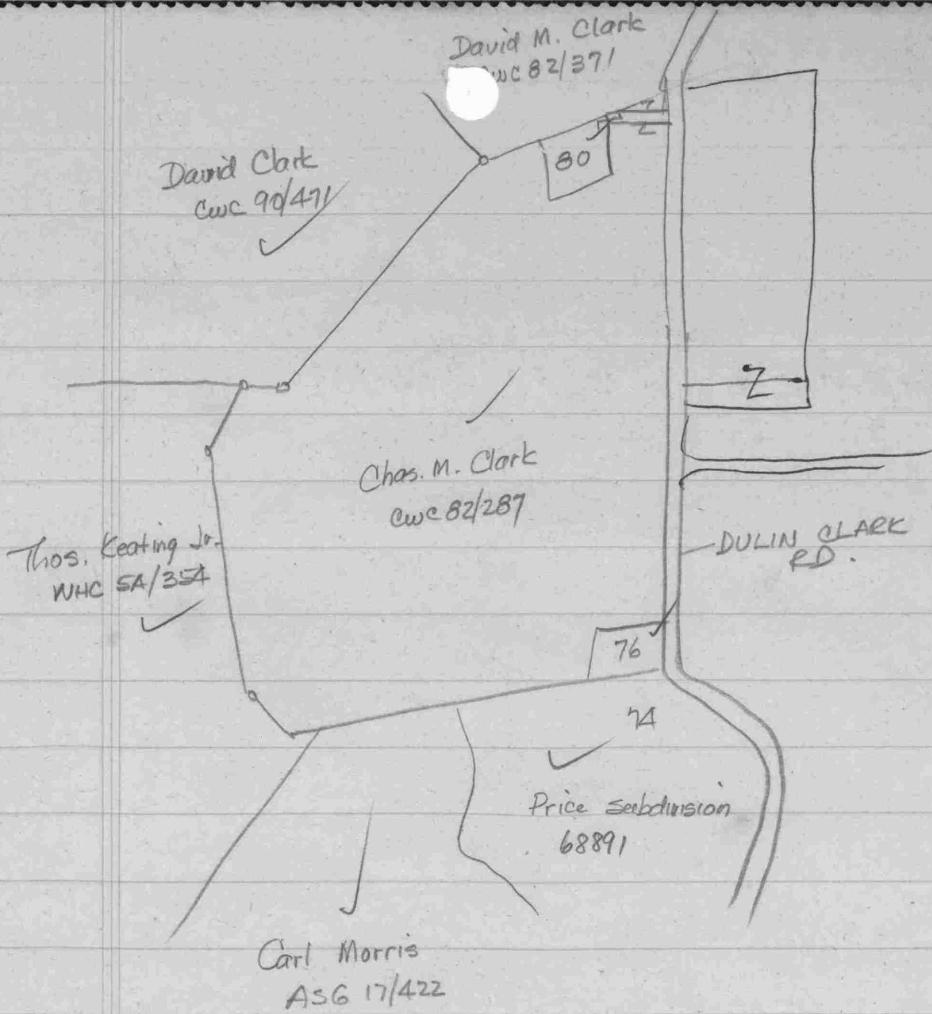 David M. Clark
CWC 82/371
David Clark
CWC 90/471
80
Z
Z
Z
Chas. M. Clark
CWC 82/287
Thos. Keating Jr.
WHC 5A/354
DULIN CLARK
RD.
76
74
Price subdivision
68891
Carl Morris
ASG 17/422